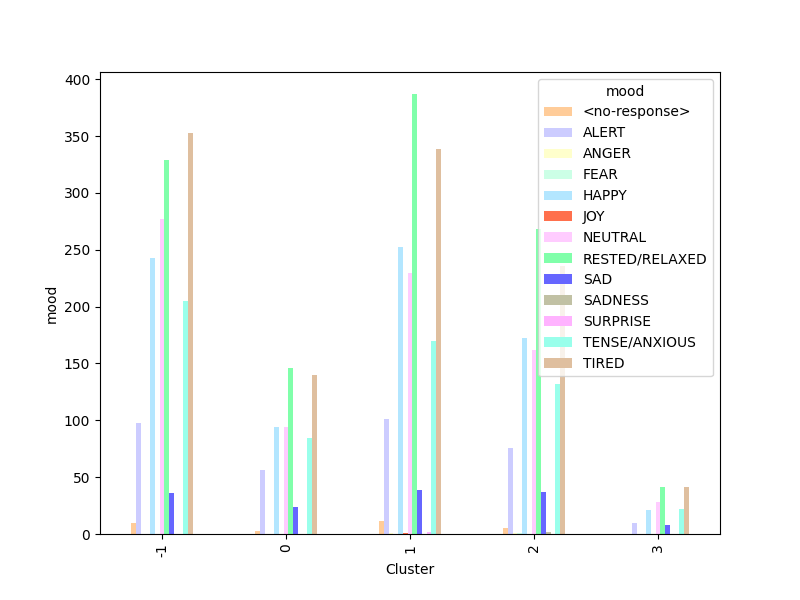 mood
<no-response>
ALERT
ANGER
FEAR
HAPPY
JOY
NEUTRAL
RESTED/RELAXED
SAD
SADNESS
SURPRISE
TENSE/ANXIOUS
TIRED
400
350
300
250
200
150
100
50
0
mood
-1 0 1 2 3
Cluster